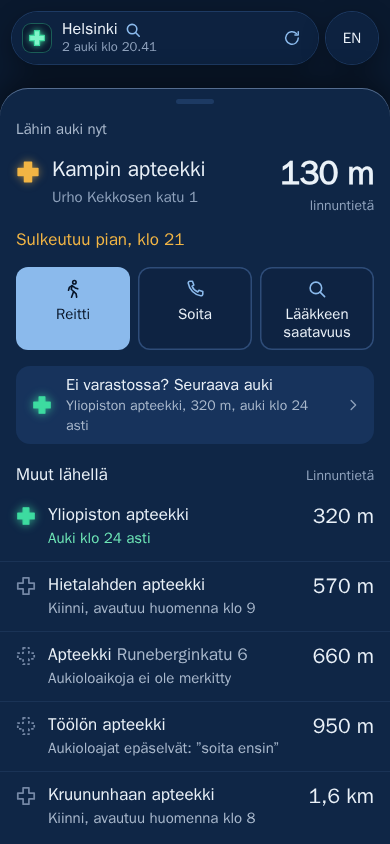 Helsinki
2 auki klo 20.41
EN
Lähin auki nyt
Kampin apteekki
130 m
Urho Kekkosen katu 1
linnuntietä
Sulkeutuu pian, klo 21
Reitti
Soita
Lääkkeen
saatavuus
Ei varastossa? Seuraava auki
Yliopiston apteekki, 320 m, auki klo 24
asti
Muut lähellä
Linnuntietä
Yliopiston apteekki
320 m
Auki klo 24 asti
Hietalahden apteekki
570 m
Kiinni, avautuu huomenna klo 9
Apteekki Runeberginkatu 6
660 m
Aukioloaikoja ei ole merkitty
Töölön apteekki
950 m
Aukioloajat epäselvät: ”soita ensin”
Kruununhaan apteekki
1,6 km
Kiinni, avautuu huomenna klo 8